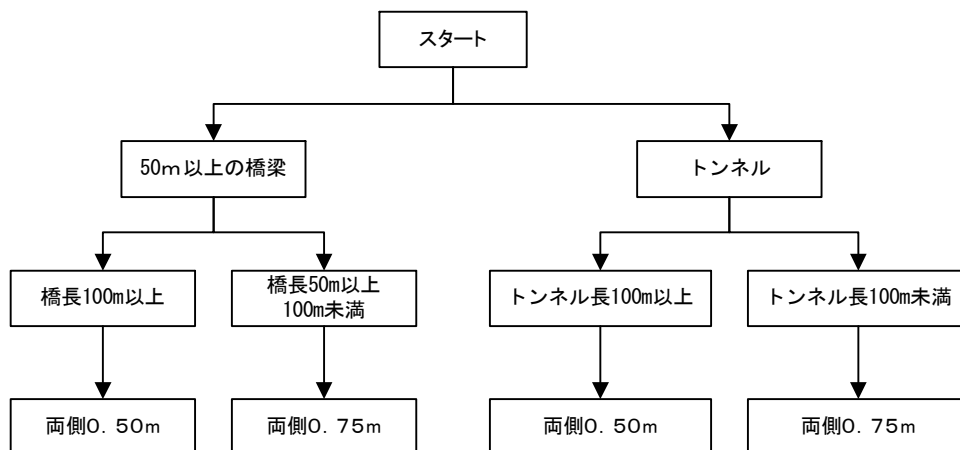 スタート
50ｍ以上の橋梁
トンネル
橋長100m以上
橋長50m以上
100m未満
トンネル長100m以上
トンネル長100m未満
両側０．５０ｍ
両側０．７５ｍ
両側０．５０ｍ
両側０．７５ｍ